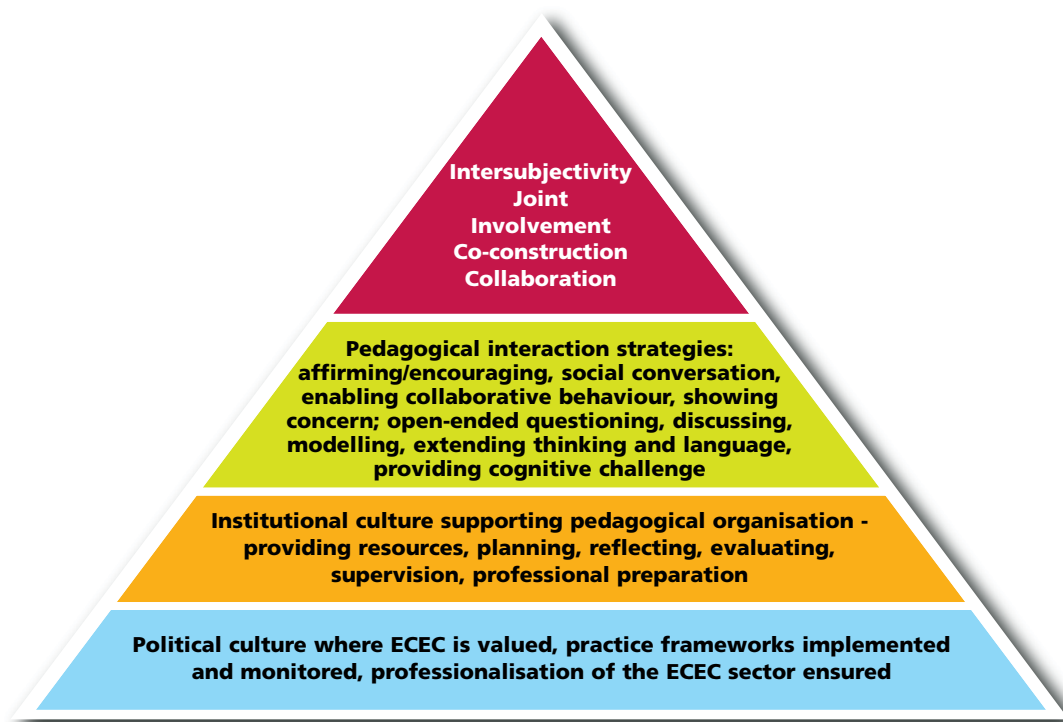 Intersubjectivity
Joint
Involvement
Co-construction
Collaboration
Pedagogical interaction strategies:
affirming/encouraging, social conversation,
enabling collaborative behaviour, showing
concern; open-ended questioning, discussing,
modelling, extending thinking and language,
providing cognitive challenge
Institutional culture supporting pedagogical organisation -
providing resources, planning, reflecting, evaluating,
supervision, professional preparation
Political culture where ECEC is valued, practice frameworks implemented
and monitored, professionalisation of the ECEC sector ensured